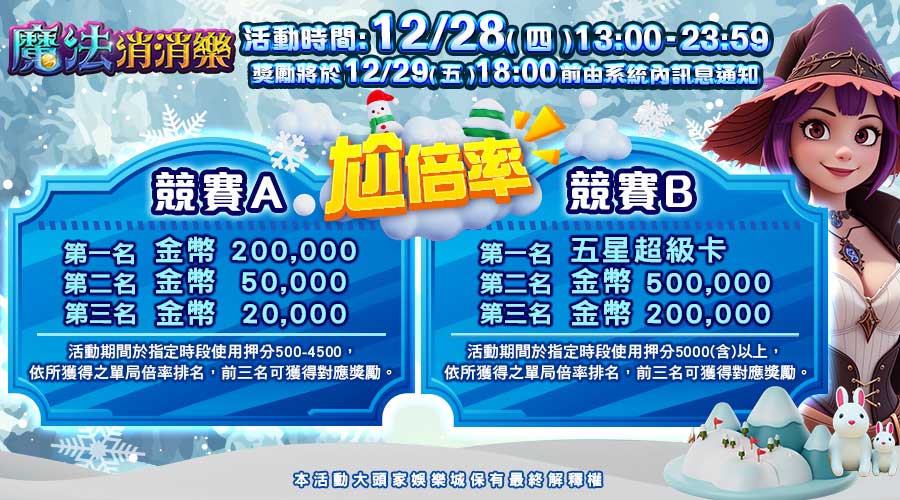 魔法消消樂
活動時間:12/28(四)13:00-23:59
獎勵將於12/29(五)18:00前由系統內訊息通知
尬倍率
競賽A
第一名 金幣 200,000
第二名 金幣 50,000
第三名 金幣 20,000
活動期間於指定時段使用押分500-4500，
依所獲得之單局倍率排名，前三名可獲得對應獎勵。
競賽B
第一名 五星超級卡
第二名 金幣 500,000
第三名 金幣 200,000
活動期間於指定時段使用押分5000(含)以上，
依所獲得之單局倍率排名，前三名可獲得對應獎勵。
本活動大頭家娛樂城保有最終解釋權